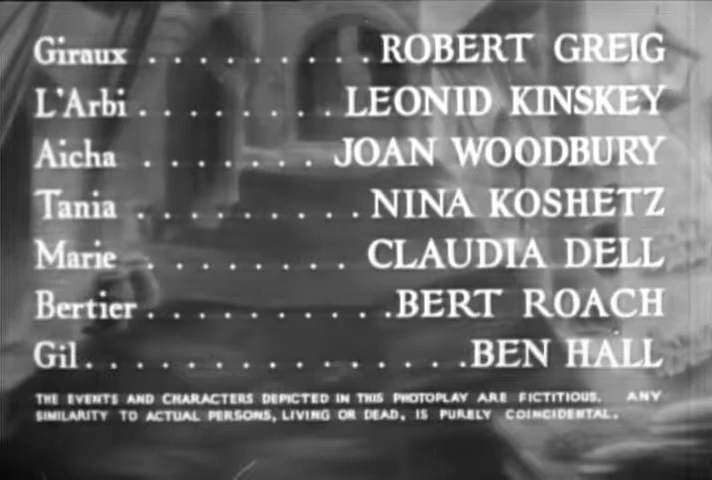 Giraux . . . . . . . . . . ROBERT GREIG
L'Arbi . . . . . . . . . LEONID KINSKEY
Aicha . . . . . . . . . JOAN WOODBURY
Tania . . . . . . . . . . NINA KOSHETZ
Marie . . . . . . . . . CLAUDIA DELL
Bertier . . . . . . . . . . . BERT ROACH
Gil . . . . . . . . . . . . . . . . BEN HALL
THE EVENTS AND CHARACTERS DEPICTED IN THIS PHOTOPLAY ARE FICTITIOUS. ANY
SIMILARITY TO ACTUAL PERSONS, LIVING OR DEAD, IS PURELY COINCIDENTAL.